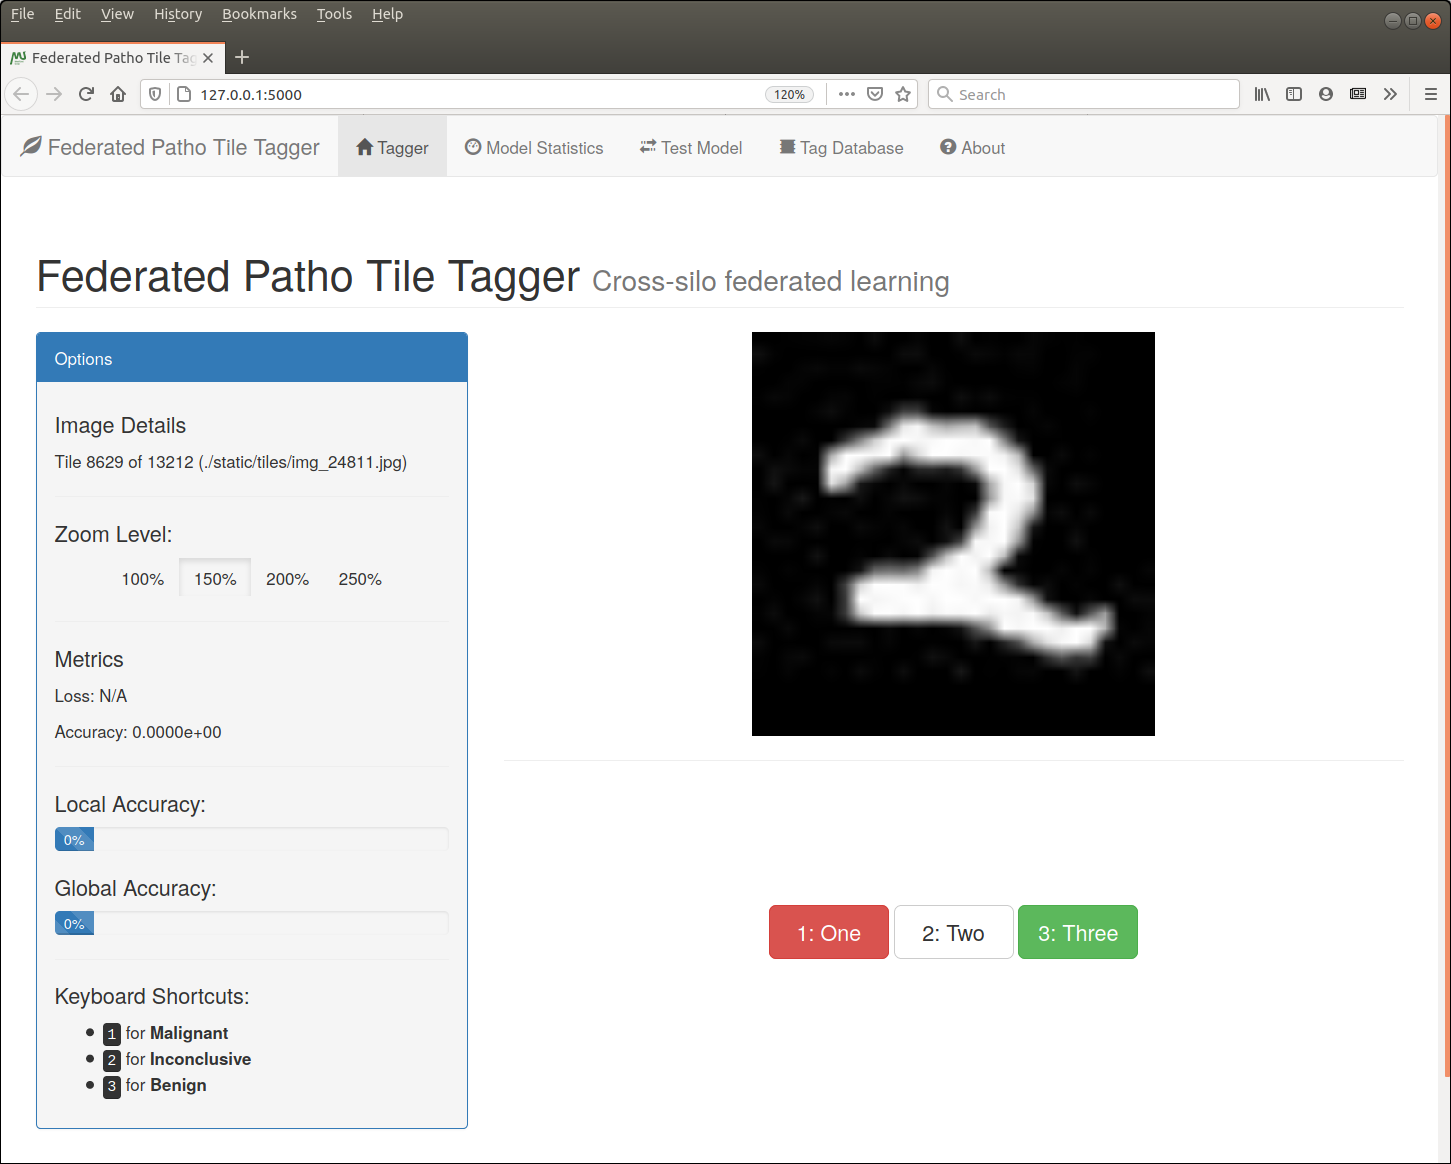 File Edit View History Bookmarks Tools Help
Federated Patho Tile Tag
127.0.0.1:5000 120% Search
Federated Patho Tile Tagger Tagger Model Statistics Test Model Tag Database About
Federated Patho Tile Tagger Cross-silo federated learning
Options
Image Details
Tile 8629 of 13212 (./static/tiles/img_24811.jpg)
Zoom Level:
100% 150% 200% 250%
Metrics
Loss: N/A
Accuracy: 0.0000e+00
Local Accuracy:
0%
Global Accuracy:
0%
Keyboard Shortcuts:
1 for Malignant
2 for Inconclusive
3 for Benign
2
1: One 2: Two 3: Three